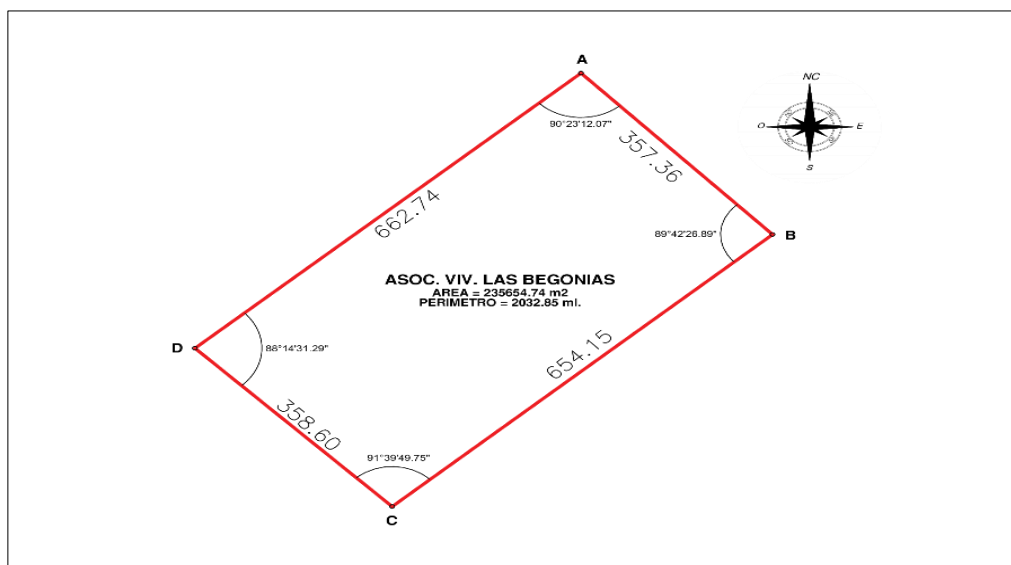 A
NC
O
E
S
90°23'12.07"
357.36
662.74
89°42'26.89"
B
ASOC. VIV. LAS BEGONIAS
AREA = 235654.74 m2
PERIMETRO = 2032.85 ml.
D
88°14'31.29"
654.15
358.60
91°39'49.75"
C